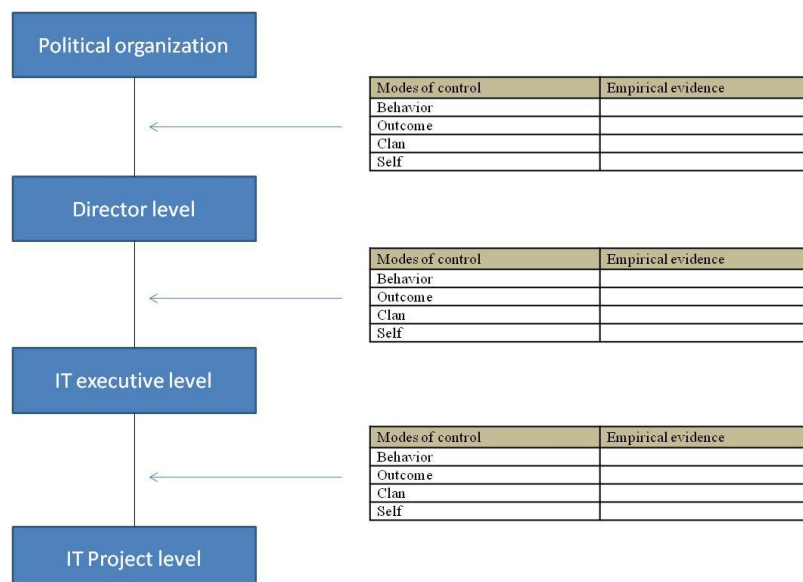 Political organization
Modes of control Empirical evidence
Behavior
Outcome
Clan
Self
Director level
Modes of control Empirical evidence
Behavior
Outcome
Clan
Self
IT executive level
Modes of control Empirical evidence
Behavior
Outcome
Clan
Self
IT Project level